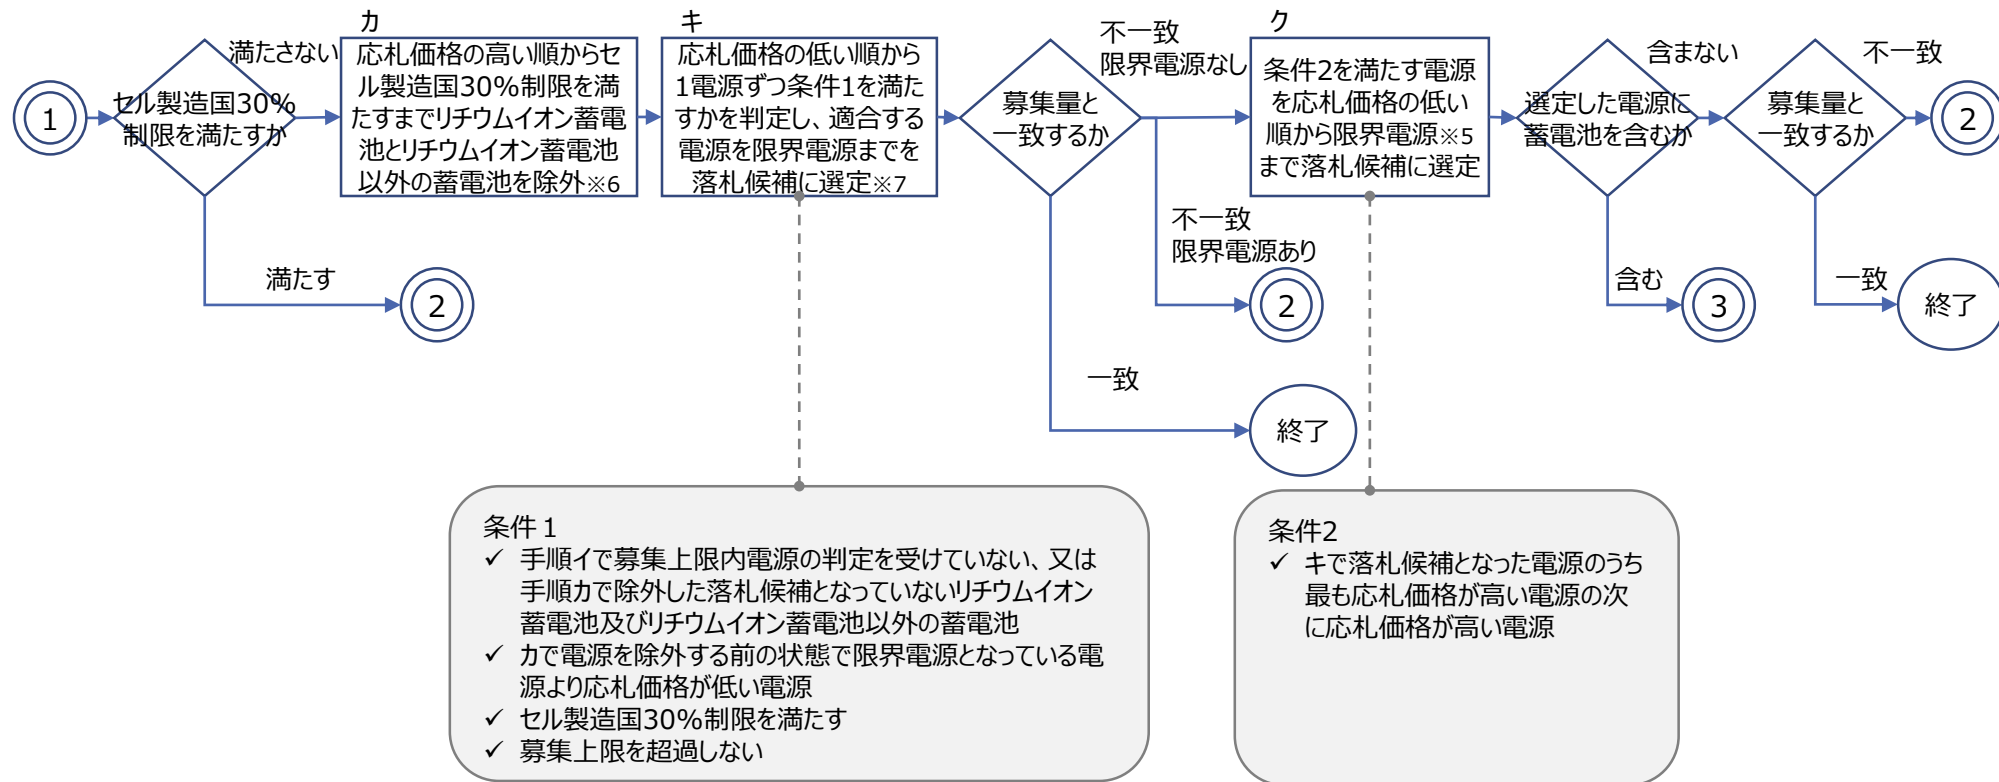 1
セル製造国30%
制限を満たすか
満たさない
満たす
2
カ
応札価格の高い順からセ
ル製造国30%制限を満
たすまでリチウムイオン蓄電
池とリチウムイオン蓄電池
以外の蓄電池を除外※6
キ
応札価格の低い順から
1電源ずつ条件1を満た
すかを判定し、適合する
電源を限界電源までを
落札候補に選定※7
募集量と
一致するか
不一致
限界電源なし
不一致
限界電源あり
2
一致
終了
ク
条件2を満たす電源
を応札価格の低い
順から限界電源※5
まで落札候補に選定
選定した電源に
蓄電池を含むか
含まない
含む
3
募集量と
一致するか
不一致
2
一致
終了
条件1
✓ 手順イで募集上限内電源の判定を受けていない、又は
手順カで除外した落札候補となっていないリチウムイオン
蓄電池及びリチウムイオン蓄電池以外の蓄電池
✓ カで電源を除外する前の状態で限界電源となっている電
源より応札価格が低い電源
✓ セル製造国30%制限を満たす
✓ 募集上限を超過しない
条件2
✓ キで落札候補となった電源のうち
最も応札価格が高い電源の次
に応札価格が高い電源